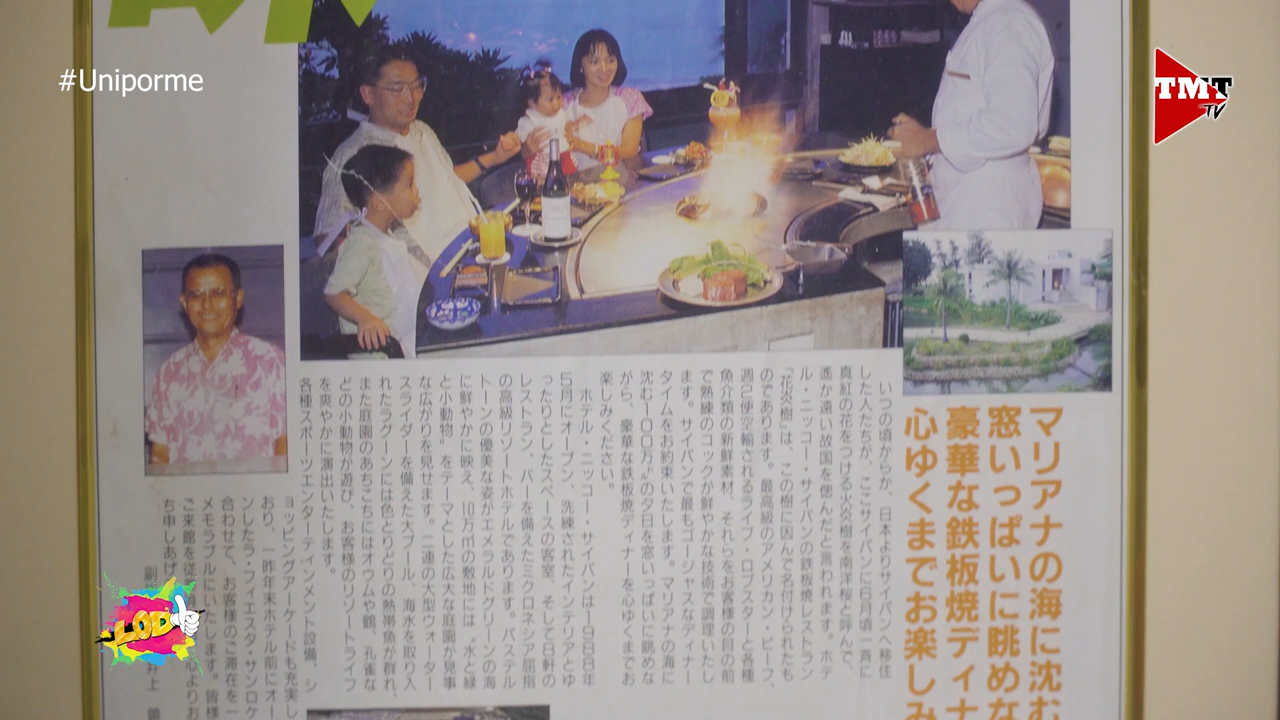 #Uniporme
TMT
TV
マリアナの海に沈む
窓いっぱいに眺めな
豪華な鉄板焼ディナ
心ゆくまでお楽しみ
いつの頃からか、日本よりサイパンに移住
した人たちが、ここサイパンに年中頃、一斉に
真紅の花をつける火炎樹を南洋桜と呼んで、
遙か遠い故国を偲んだと言われます。ホテ
ル・ニッコー・サイパンの鉄板焼レストラン
「花炎樹」は、この樹に因んで名付けられたも
のであります。最高級のアメリカン・ビーフ、
週2便空輸されるライブ・ロブスターと各種
魚介類の新鮮素材、それらをお客様の目の前
で熟練のコックが鮮やかな技術で調理いたし
ます。サイパンで最もゴージャスなディナー
タイムをお約束いたします。マリアナの海に
沈む100万㌦の夕日を窓いっぱいに眺めな
がら、豪華な鉄板焼ディナーを心ゆくまでお
楽しみください。
ホテル・ニッコー・サイパンは1989年
5月にオープン、洗練されたインテリアとゆ
ったりとしたスペースの客室、そして8軒の
レストラン、バーを備えたミクロネシア屈指
の高級リゾートホテルであります。パステル
トーンの優美な姿がエメラルドグリーンの海
に鮮やかに映え、10万㎡の敷地には〝水と緑
と小動物〟をテーマとした広大な庭園が見事
な広がりを見せます。二連の大型ウォーター
スライダーを備えた大プール、海水を取り入
れたラグーンには色とりどりの熱帯魚が群れ、
また庭園のあちこちにはオウムや鶴、孔雀な
どの小動物が遊び、お客様のリゾートライフ
を爽やかに演出いたします。
各種スポーツエンターテインメント設備、シ
ョッピングアーケードも充実し
おり、一昨年末ホテル前にオー
ンしたラ・フィエスタ・サンロケ
合わせて、お客様のご滞在を一
メモラブルにいたします。皆様
ご来館を従
よりお
ち申しあげ
副
井上
LOD